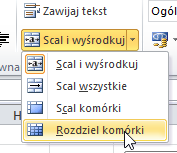 Zawijaj tekst
Ogól
Scal i wyśrodkuj
Scal i wyśrodkuj
Scal wszystkie
Scal komórki
Rozdziel komórki
H